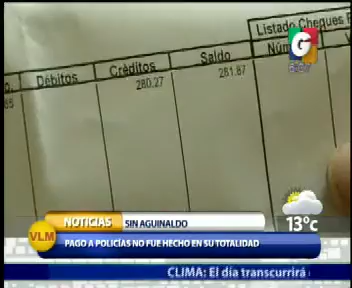 Listado Cheques P
Débitos Créditos Saldo Núm
280.27 281.87
G
NOTICIAS SIN AGUINALDO
13°C
VLM PAGO A POLICÍAS NO FUE HECHO EN SU TOTALIDAD
CLIMA: El día transcurrirá